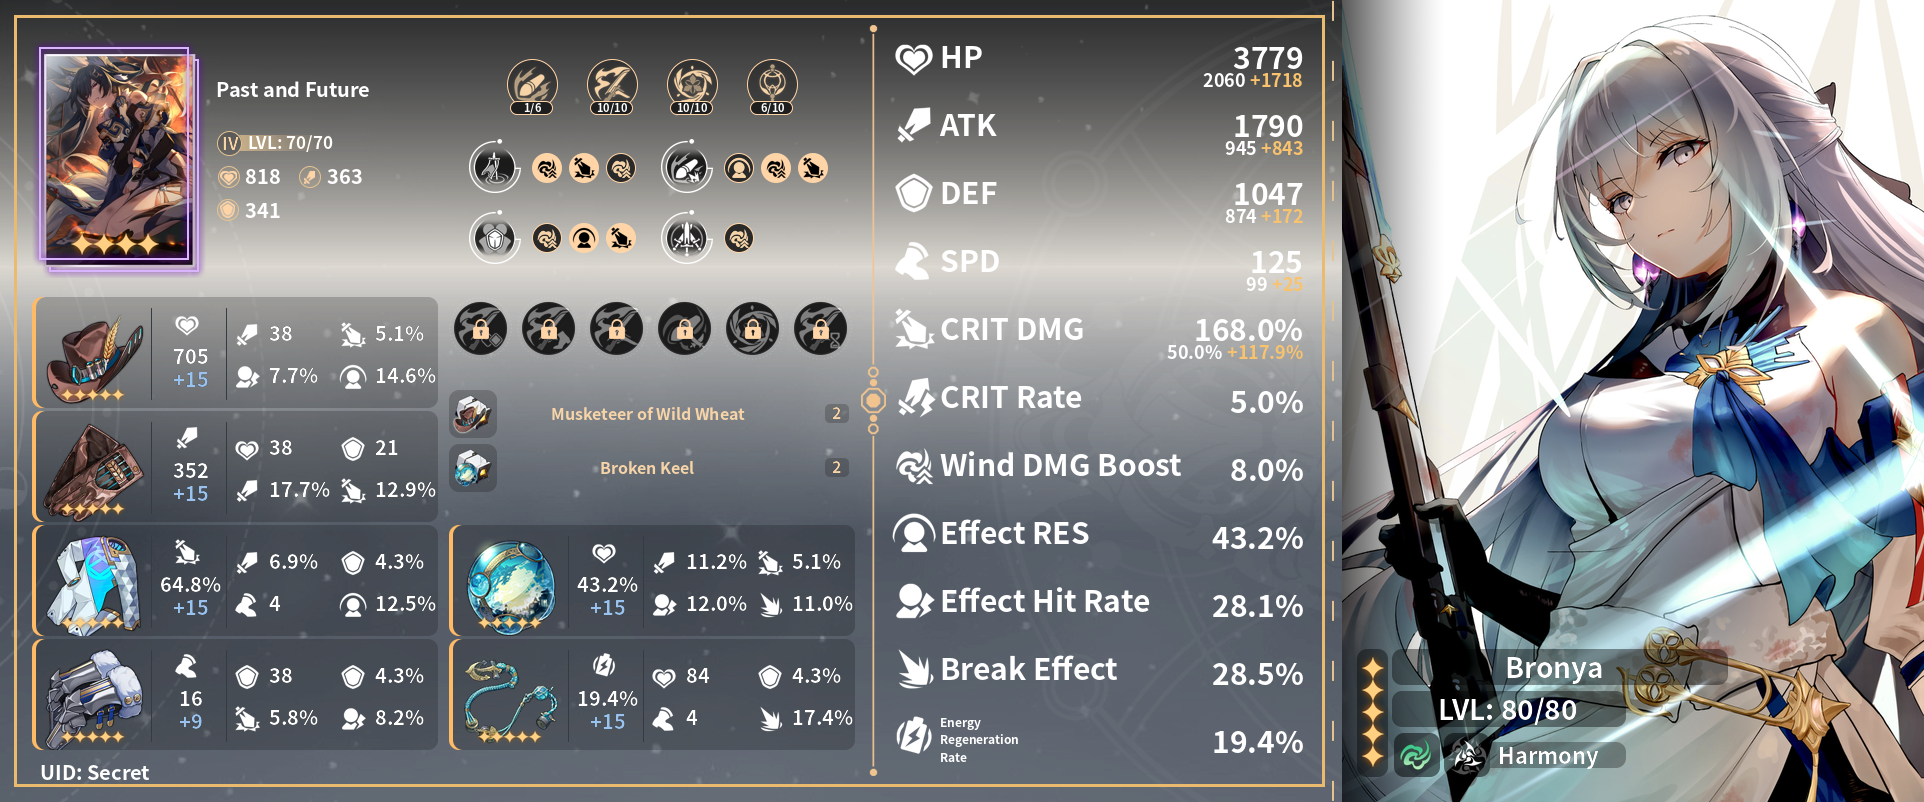 Past and Future
IV LVL: 70/70
818 363
341
1/6 10/10 10/10 6/10
705
+15
38 5.1%
7.7% 14.6%
352
+15
38 21
17.7% 12.9%
64.8%
+15
6.9% 4.3%
4 12.5%
16
+9
38 4.3%
5.8% 8.2%
UID: Secret
Musketeer of Wild Wheat 2
Broken Keel 2
43.2%
+15
11.2% 5.1%
12.0% 11.0%
19.4%
+15
84 4.3%
4 17.4%
HP 3779
2060 +1718
ATK 1790
945 +843
DEF 1047
874 +172
SPD 125
99 +25
CRIT DMG 168.0%
50.0% +117.9%
CRIT Rate 5.0%
Wind DMG Boost 8.0%
Effect RES 43.2%
Effect Hit Rate 28.1%
Break Effect 28.5%
Energy
Regeneration
Rate
19.4%
Bronya
LVL: 80/80
Harmony